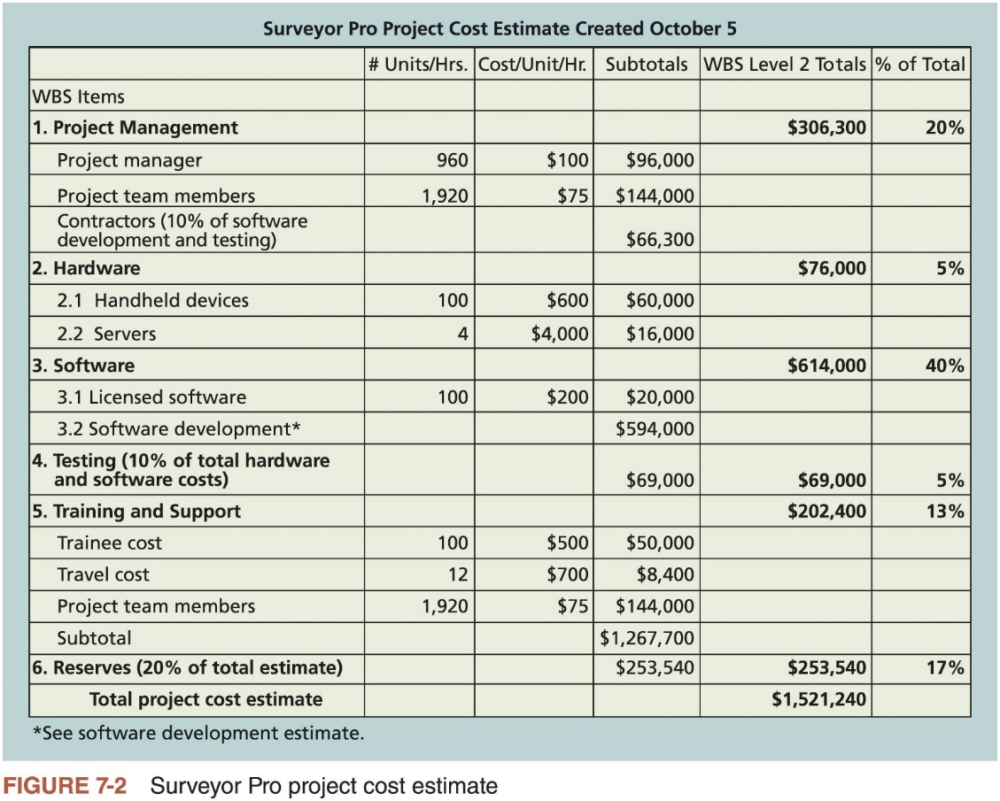 Surveyor Pro Project Cost Estimate Created October 5
# Units/Hrs. Cost/Unit/Hr. Subtotals WBS Level 2 Totals % of Total
WBS Items
1. Project Management $306,300 20%
Project manager 960 $100 $96,000
Project team members 1,920 $75 $144,000
Contractors (10% of software
development and testing) $66,300
2. Hardware $76,000 5%
2.1 Handheld devices 100 $600 $60,000
2.2 Servers 4 $4,000 $16,000
3. Software $614,000 40%
3.1 Licensed software 100 $200 $20,000
3.2 Software development* $594,000
4. Testing (10% of total hardware
and software costs) $69,000 $69,000 5%
5. Training and Support $202,400 13%
Trainee cost 100 $500 $50,000
Travel cost 12 $700 $8,400
Project team members 1,920 $75 $144,000
Subtotal $1,267,700
6. Reserves (20% of total estimate) $253,540 $253,540 17%
Total project cost estimate $1,521,240
*See software development estimate.
FIGURE 7-2 Surveyor Pro project cost estimate